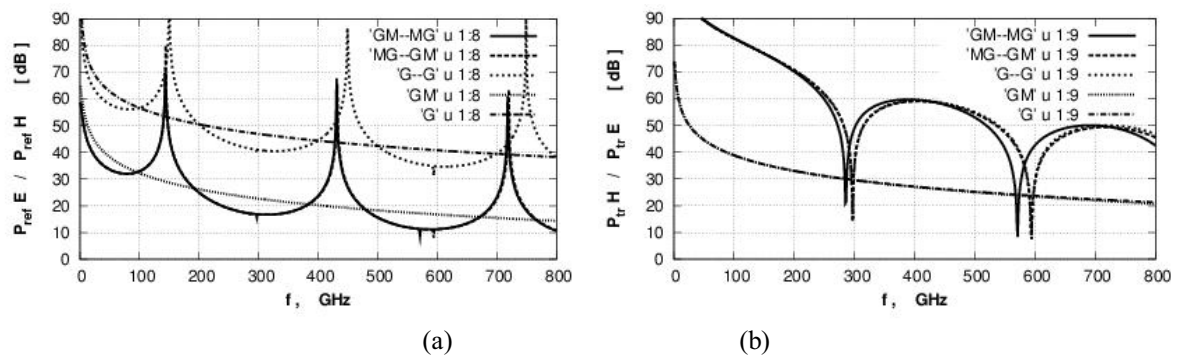 P_ref E / P_ref H [ dB ]
90
80
70
60
50
40
30
20
10
0
'GM--MG' u 1:8
'MG--GM' u 1:8
'G--G' u 1:8
'GM' u 1:8
'G' u 1:8
0 100 200 300 400 500 600 700 800
f , GHz
(a)
P_tr H / P_tr E [ dB ]
90
80
70
60
50
40
30
20
10
0
'GM--MG' u 1:9
'MG--GM' u 1:9
'G--G' u 1:9
'GM' u 1:9
'G' u 1:9
0 100 200 300 400 500 600 700 800
f , GHz
(b)